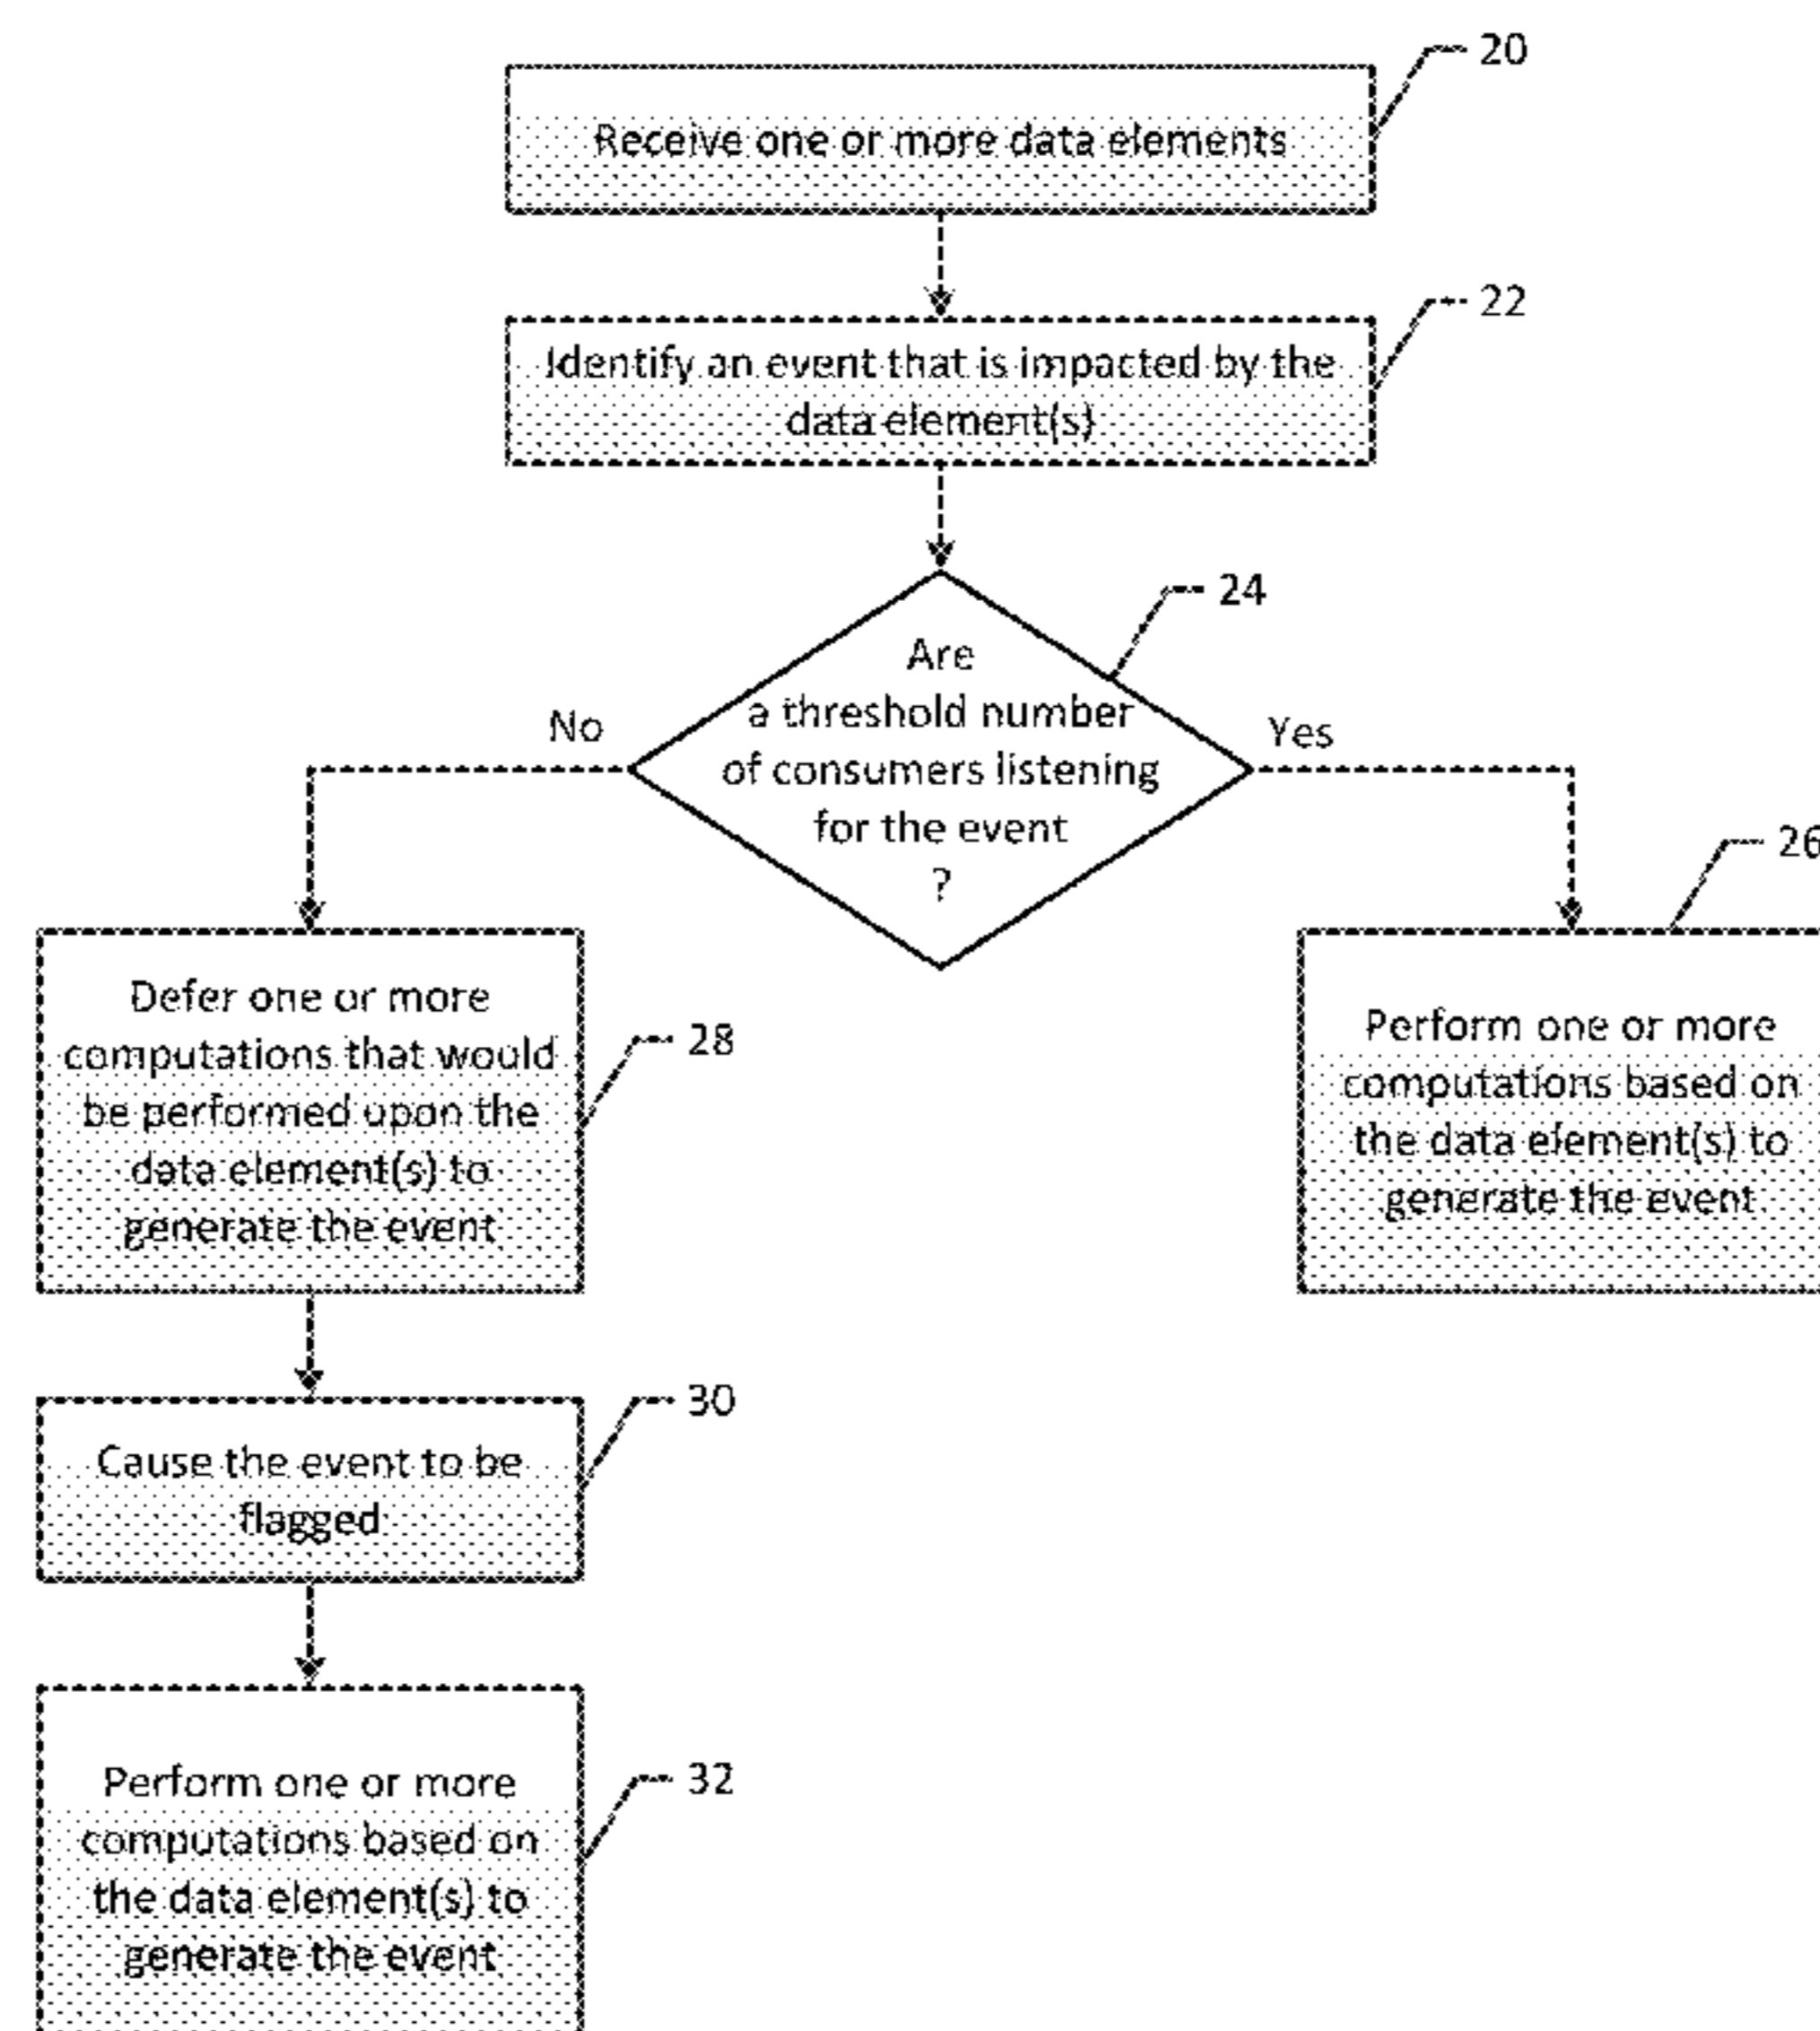 20
Receive one or more data elements
22
Identify an event that is impacted by the
data element(s)
24
Are
a threshold number
of consumers listening
for the event
?
No
Yes
26
Defer one or more
computations that would
be performed upon the
data element(s) to
generate the event
28
Perform one or more
computations based on
the data element(s) to
generate the event
30
Cause the event to be
flagged
32
Perform one or more
computations based on
the data element(s) to
generate the event